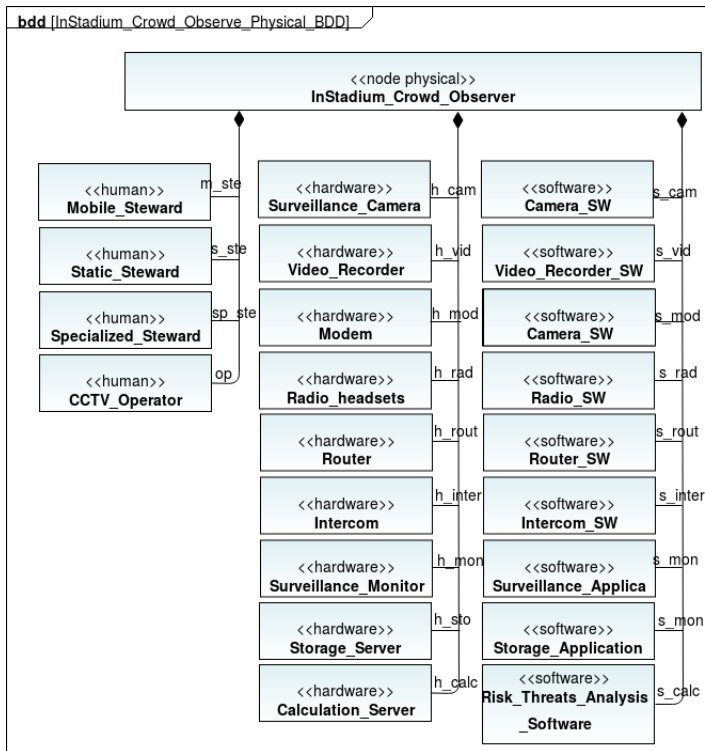 bdd [InStadium_Crowd_Observe_Physical_BDD]
<<node physical>>
InStadium_Crowd_Observer
<<human>>
Mobile_Steward
m_ste
<<human>>
Static_Steward
s_ste
<<human>>
Specialized_Steward
sp_ste
<<human>>
CCTV_Operator
op
<<hardware>>
Surveillance_Camera
h_cam
<<hardware>>
Video_Recorder
h_vid
<<hardware>>
Modem
h_mod
<<hardware>>
Radio_headsets
h_rad
<<hardware>>
Router
h_rout
<<hardware>>
Intercom
h_inter
<<hardware>>
Surveillance_Monitor
h_mon
<<hardware>>
Storage_Server
h_sto
<<hardware>>
Calculation_Server
h_calc
<<software>>
Camera_SW
s_cam
<<software>>
Video_Recorder_SW
s_vid
<<software>>
Camera_SW
s_mod
<<software>>
Radio_SW
s_rad
<<software>>
Router_SW
s_rout
<<software>>
Intercom_SW
s_inter
<<software>>
Surveillance_Applica
s_mon
<<software>>
Storage_Application
s_mon
<<software>>
Risk_Threats_Analysis
_Software
s_calc